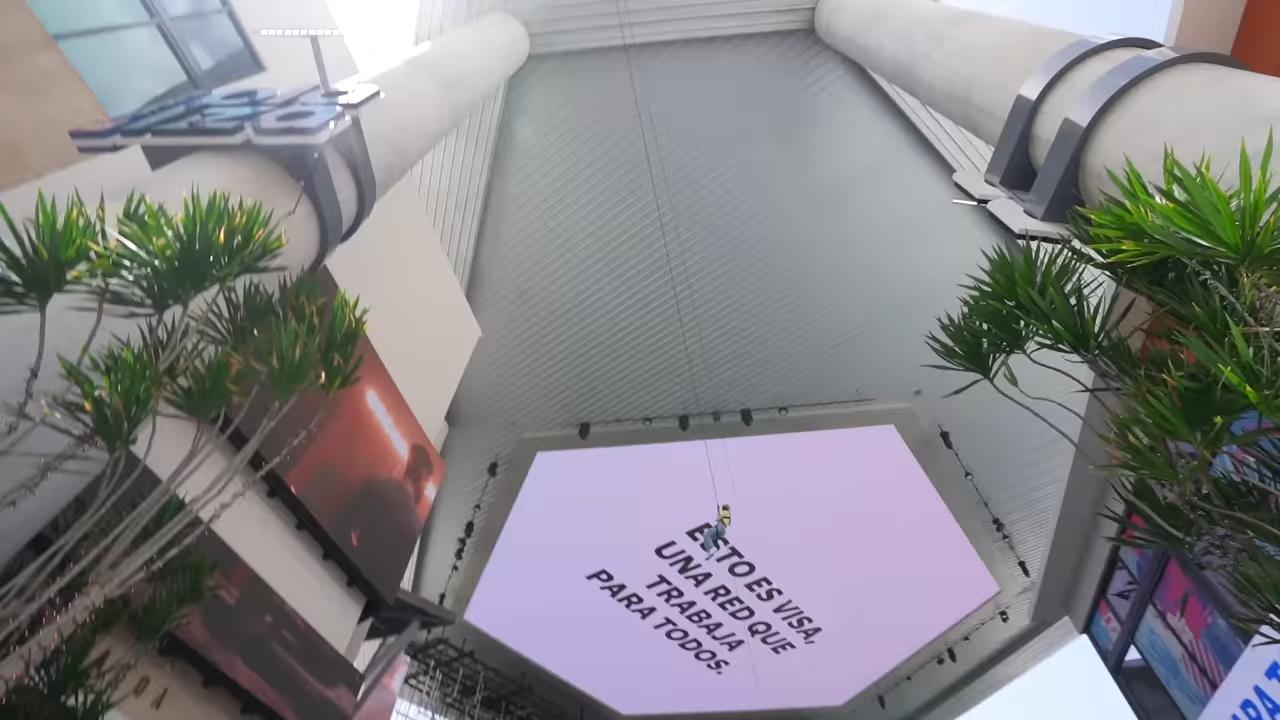 ESTO ES VISA,
UNA RED QUE
TRABAJA
PARA TODOS.